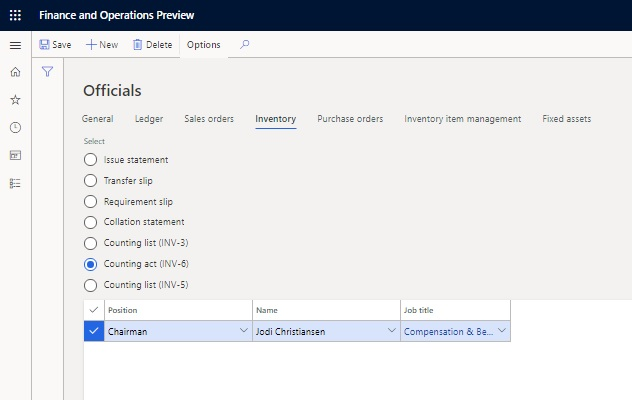 Finance and Operations Preview
Save New Delete Options
Officials
General Ledger Sales orders Inventory Purchase orders Inventory item management Fixed assets
Select
Issue statement
Transfer slip
Requirement slip
Collation statement
Counting list (INV-3)
Counting act (INV-6)
Counting list (INV-5)
Position Name Job title
Chairman Jodi Christiansen Compensation & Be...